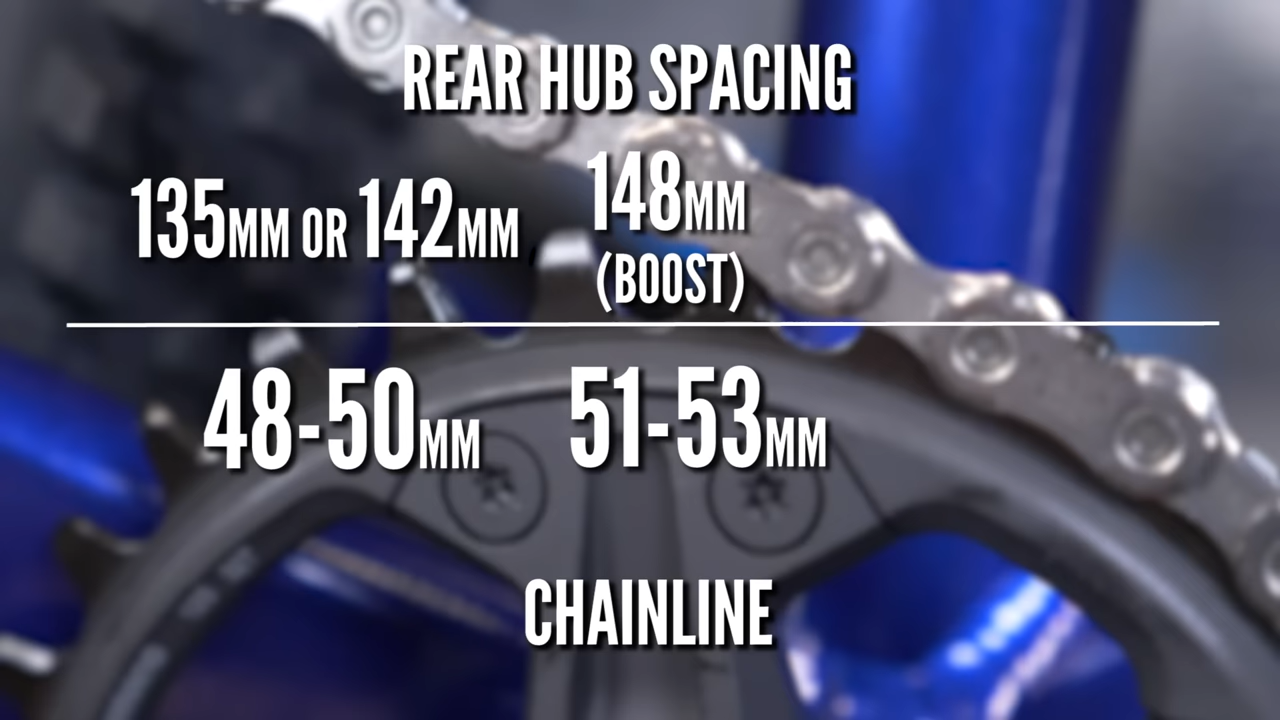 REAR HUB SPACING
135MM OR 142MM
148MM
(BOOST)
48-50MM
51-53MM
CHAINLINE